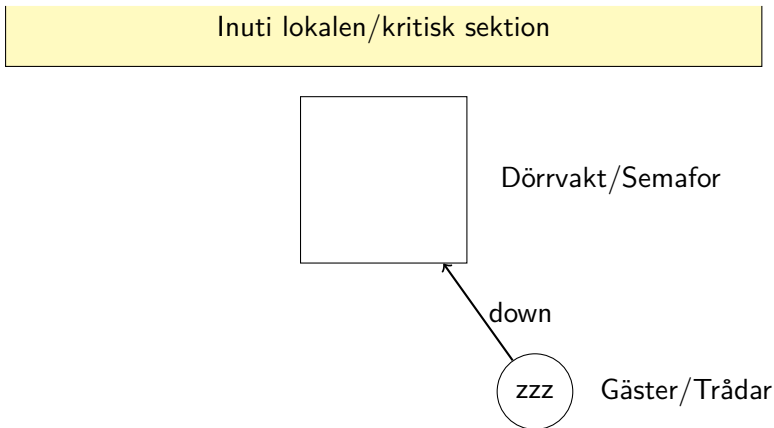 Inuti lokalen/kritisk sektion
Dörrvakt/Semafor
down
zzz
Gäster/Trådar